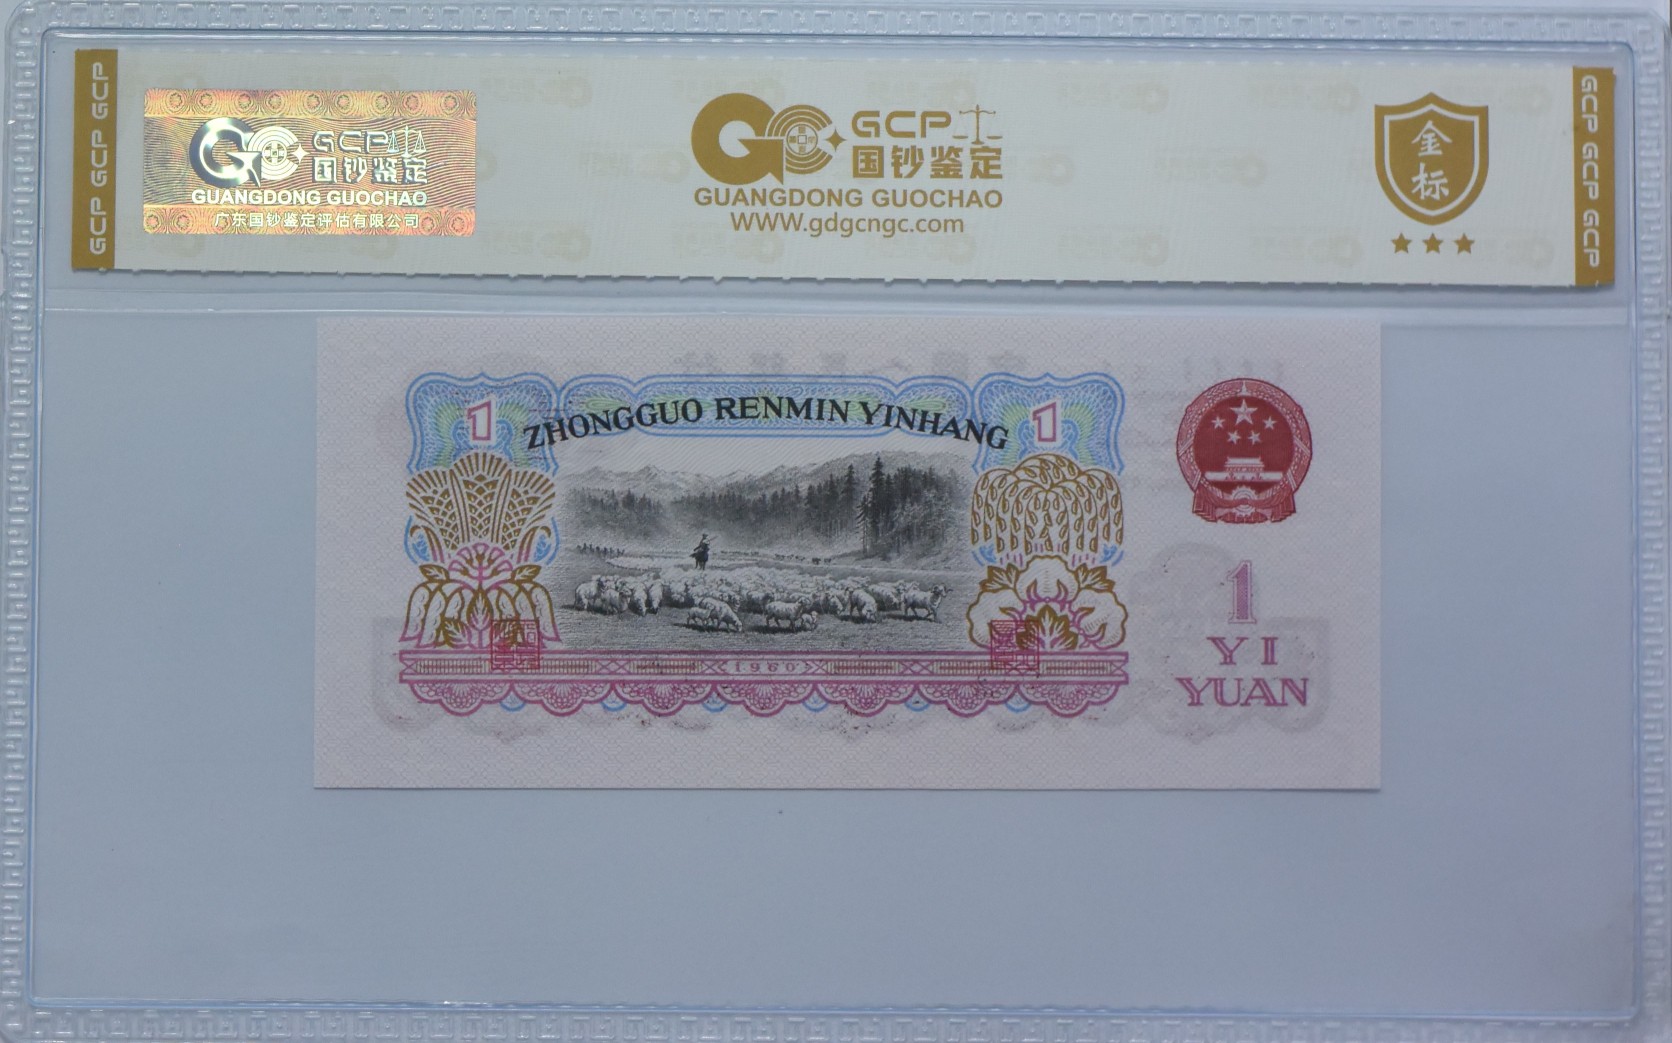 GCP GCP GCP
GCP
国钞鉴定
GUANGDONG GUOCHAO
广东国钞鉴定评估有限公司
GCP
国钞鉴定
GUANGDONG GUOCHAO
WWW.gdgcngc.com
金
标
GCP GCP GCP
1
ZHONGGUO RENMIN YINHANG
1
1
YI
YUAN
1960